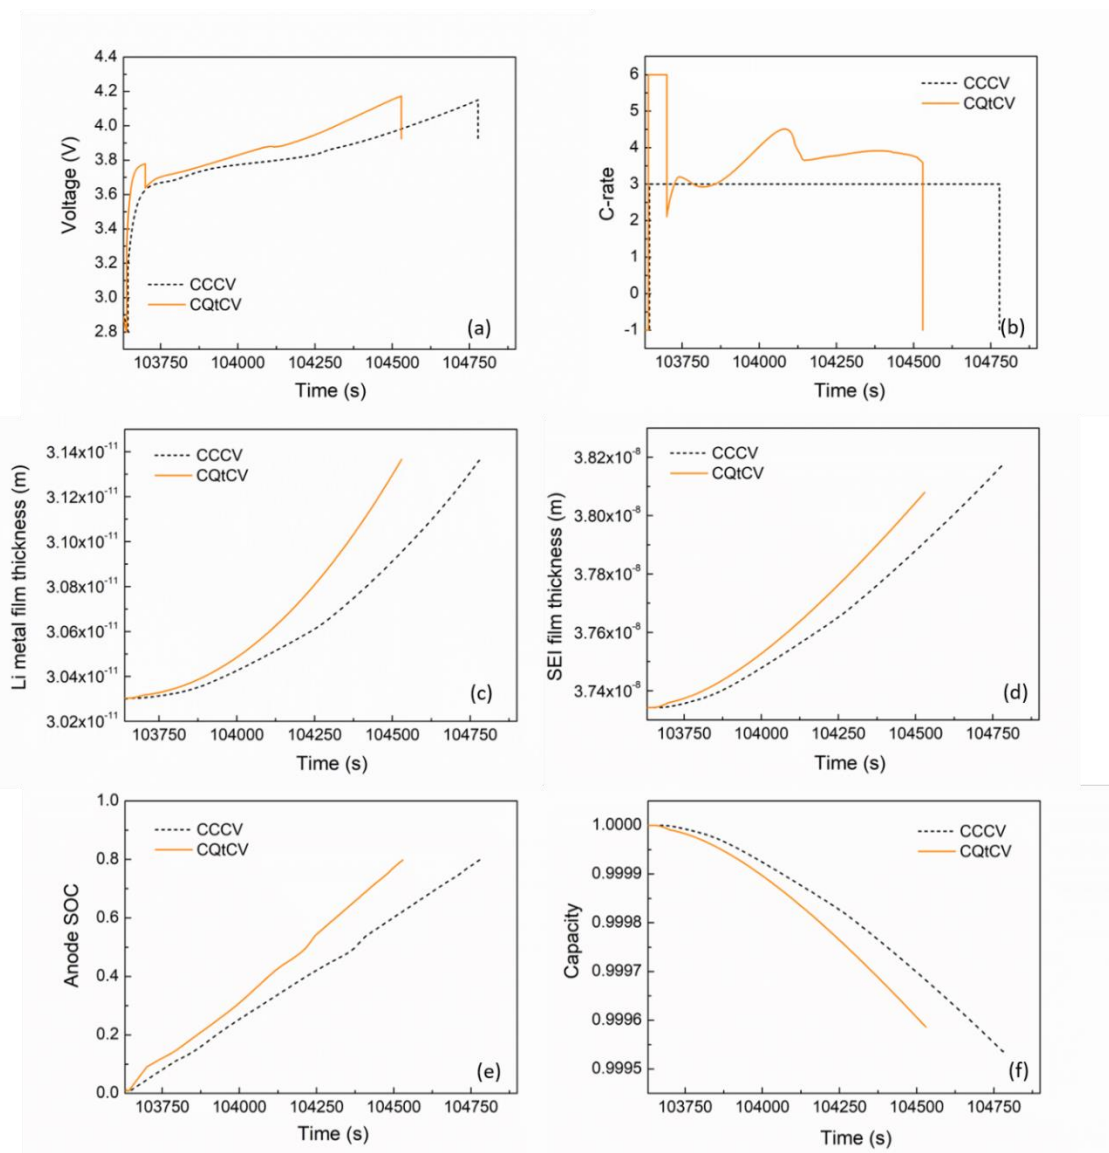 4.4
4.2
4.0
3.8
3.6
3.4
3.2
3.0
2.8
Voltage (V)
CCCV
CQtCV
(a)
103750 104000 104250 104500 104750
Time (s)
6
5
4
3
2
1
0
-1
C-rate
CCCV
CQtCV
(b)
103750 104000 104250 104500 104750
Time (s)
3.14x10⁻¹¹
3.12x10⁻¹¹
3.10x10⁻¹¹
3.08x10⁻¹¹
3.06x10⁻¹¹
3.04x10⁻¹¹
3.02x10⁻¹¹
Li metal film thickness (m)
CCCV
CQtCV
(c)
103750 104000 104250 104500 104750
Time (s)
3.82x10⁻⁸
3.80x10⁻⁸
3.78x10⁻⁸
3.76x10⁻⁸
3.74x10⁻⁸
SEI film thickness (m)
CCCV
CQtCV
(d)
103750 104000 104250 104500 104750
Time (s)
1.0
0.8
0.6
0.4
0.2
0.0
Anode SOC
CCCV
CQtCV
(e)
103750 104000 104250 104500 104750
Time (s)
1.0000
0.9999
0.9998
0.9997
0.9996
0.9995
Capacity
CCCV
CQtCV
(f)
103750 104000 104250 104500 104750
Time (s)